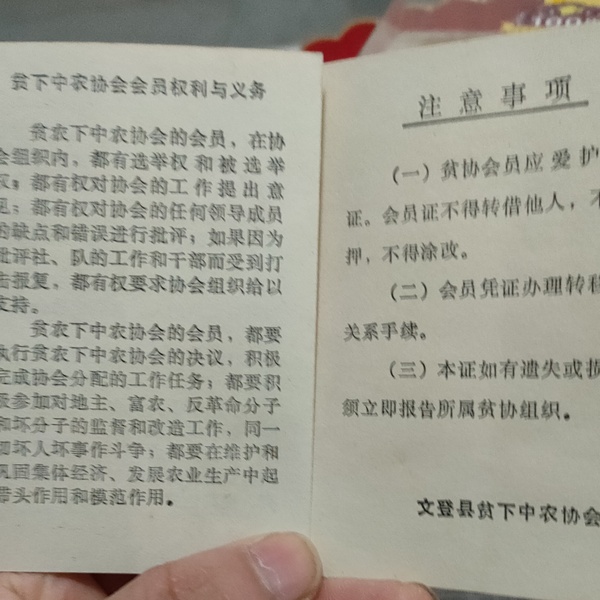 贫下中农协会会员权利与义务
贫农下中农协会的会员，在协
会组织内，都有选举权和被选举
权；都有权对协会的工作提出意
见；都有权对协会的任何领导成员
的缺点和错误进行批评；如果因为
批评社、队的工作和干部而受到打
击报复，都有权要求协会组织给以
支持。
贫农下中农协会的会员，都要
执行贫农下中农协会的决议，积极
完成协会分配的工作任务；都要积
极参加对地主、富农、反革命分子
和坏分子的监督和改造工作，同一
切坏人坏事作斗争；都要在维护和
巩固集体经济、发展农业生产中起
带头作用和模范作用。
注意事项
（一）贫协会员应爱护
证。会员证不得转借他人，不
押，不得涂改。
（二）会员凭证办理转移
关系手续。
（三）本证如有遗失或损
须立即报告所属贫协组织。
文登县贫下中农协会
100%